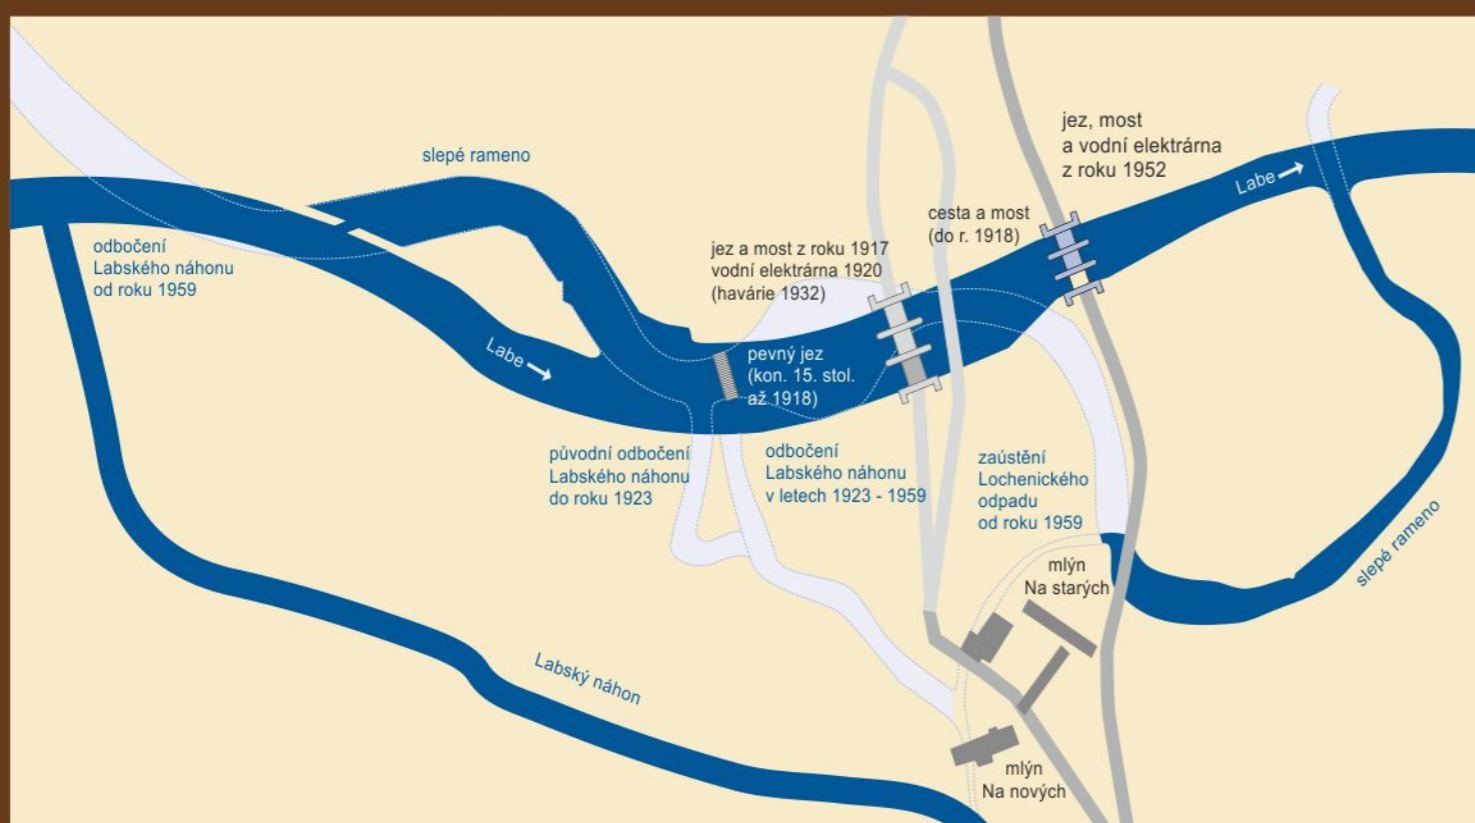 slepé rameno
odbočení
Labského náhonu
od roku 1959
Labe
jez a most z roku 1917
vodní elektrárna 1920
(havárie 1932)
cesta a most
(do r. 1918)
jez, most
a vodní elektrárna
z roku 1952
Labe
pevný jez
(kon. 15. stol.
až 1918)
původní odbočení
Labského náhonu
do roku 1923
odbočení
Labského náhonu
v letech 1923 - 1959
zaústění
Lochenického
odpadu
od roku 1959
slepé rameno
mlýn
Na starých
Labský náhon
mlýn
Na nových